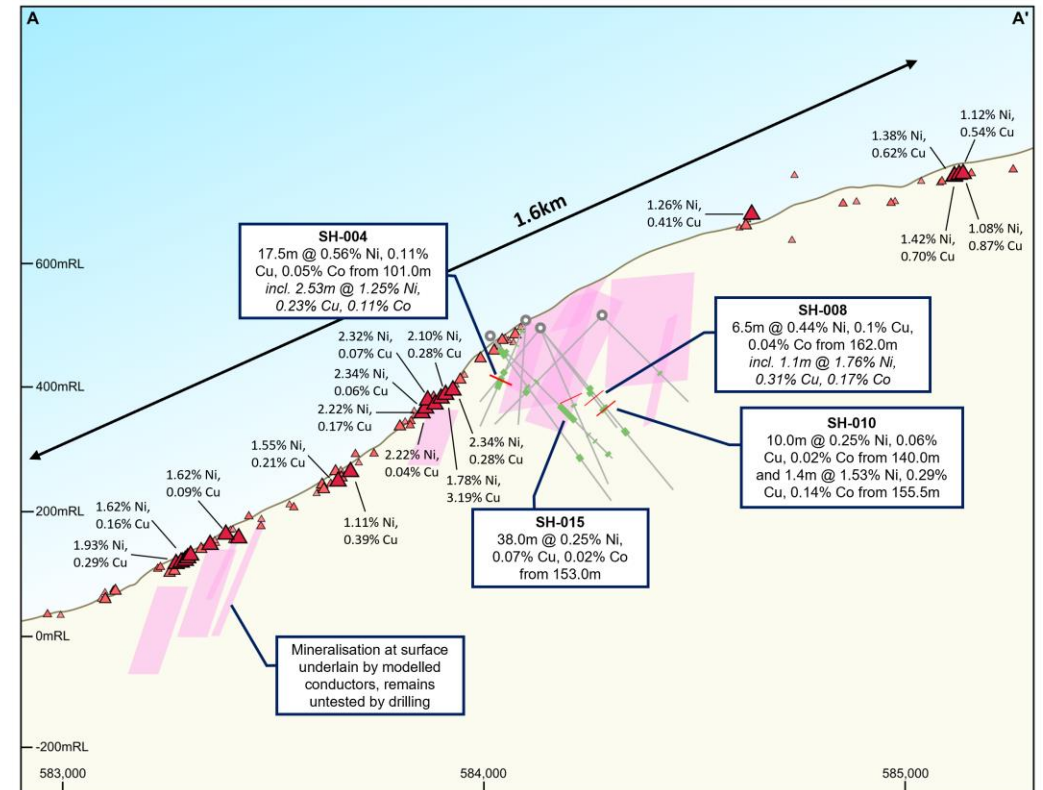 A
A'
1.12% Ni,
0.54% Cu
1.38% Ni,
0.62% Cu
1.6km
1.26% Ni,
0.41% Cu
1.08% Ni,
0.87% Cu
1.42% Ni,
0.70% Cu
SH-004
17.5m @ 0.56% Ni, 0.11%
Cu, 0.05% Co from 101.0m
incl. 2.53m @ 1.25% Ni,
0.23% Cu, 0.11% Co
600mRL
SH-008
6.5m @ 0.44% Ni, 0.1% Cu,
0.04% Co from 162.0m
incl. 1.1m @ 1.76% Ni,
0.31% Cu, 0.17% Co
2.32% Ni,
0.07% Cu
2.10% Ni,
0.28% Cu
2.34% Ni,
0.06% Cu
400mRL
2.22% Ni,
0.17% Cu
SH-010
10.0m @ 0.25% Ni, 0.06%
Cu, 0.02% Co from 140.0m
and 1.4m @ 1.53% Ni, 0.29%
Cu, 0.14% Co from 155.5m
2.34% Ni,
0.28% Cu
2.22% Ni,
0.04% Cu
1.78% Ni,
3.19% Cu
1.55% Ni,
0.21% Cu
1.62% Ni,
0.09% Cu
1.11% Ni,
0.39% Cu
1.62% Ni,
0.16% Cu
200mRL
SH-015
38.0m @ 0.25% Ni,
0.07% Cu, 0.02% Co
from 153.0m
1.93% Ni,
0.29% Cu
0mRL
Mineralisation at surface
underlain by modelled
conductors, remains
untested by drilling
-200mRL
583,000
584,000
585,000